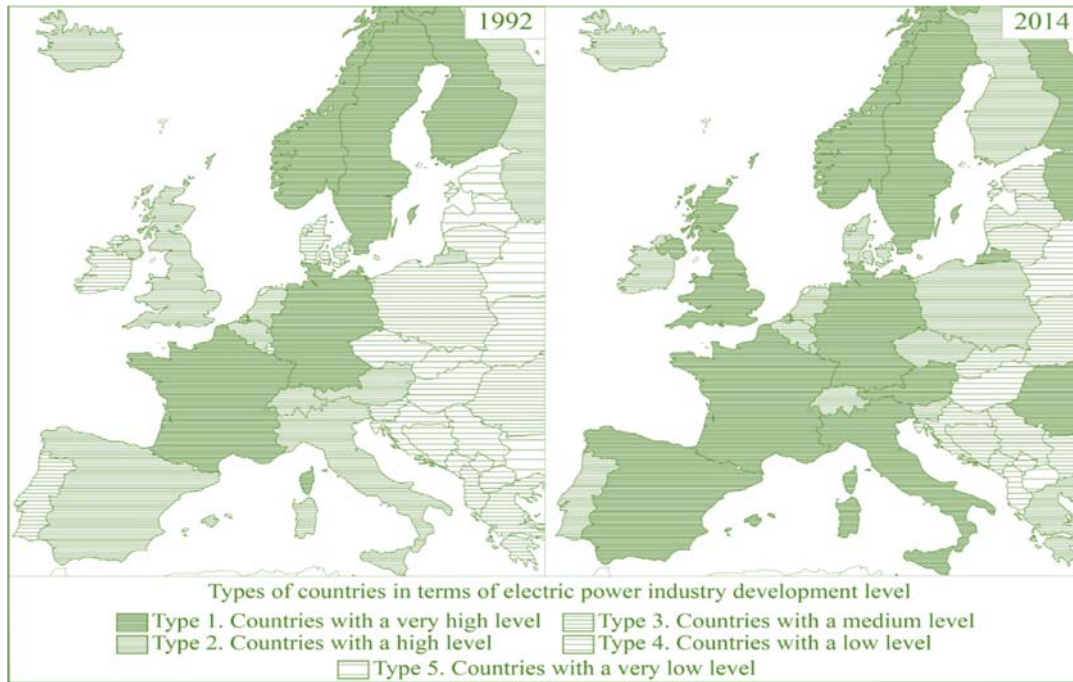 1992
2014
Types of countries in terms of electric power industry development level
Type 1. Countries with a very high level
Type 3. Countries with a medium level
Type 2. Countries with a high level
Type 4. Countries with a low level
Type 5. Countries with a very low level